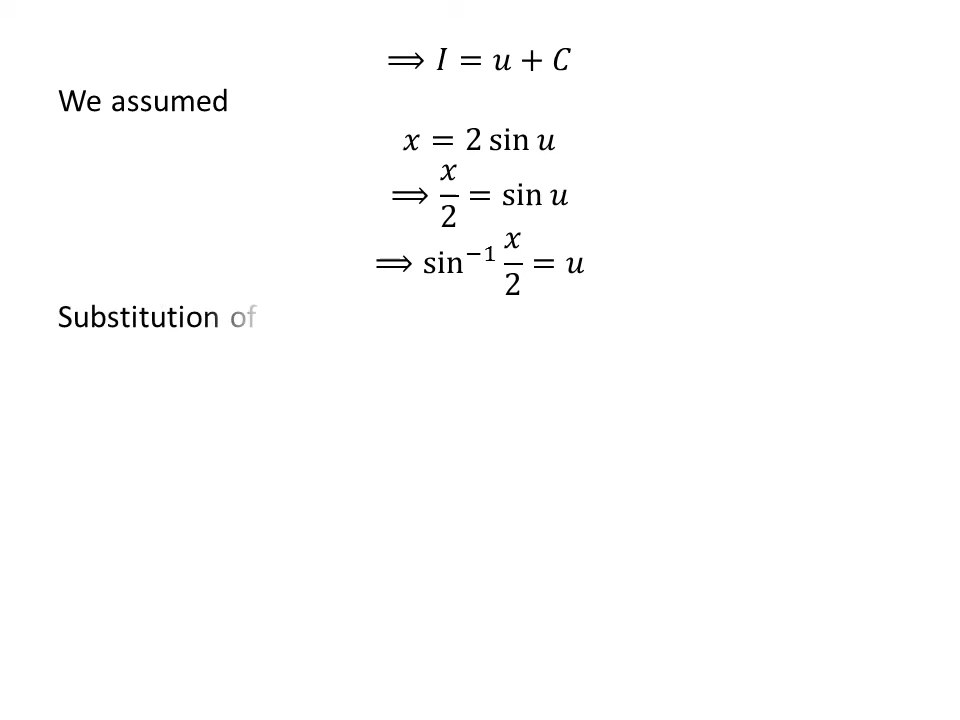 ⟹ 𝐼 = 𝑢 + 𝐶
We assumed
𝑥 = 2 sin 𝑢
⟹ 𝑥/2 = sin 𝑢
⟹ sin⁻¹ 𝑥/2 = 𝑢
Substitution of